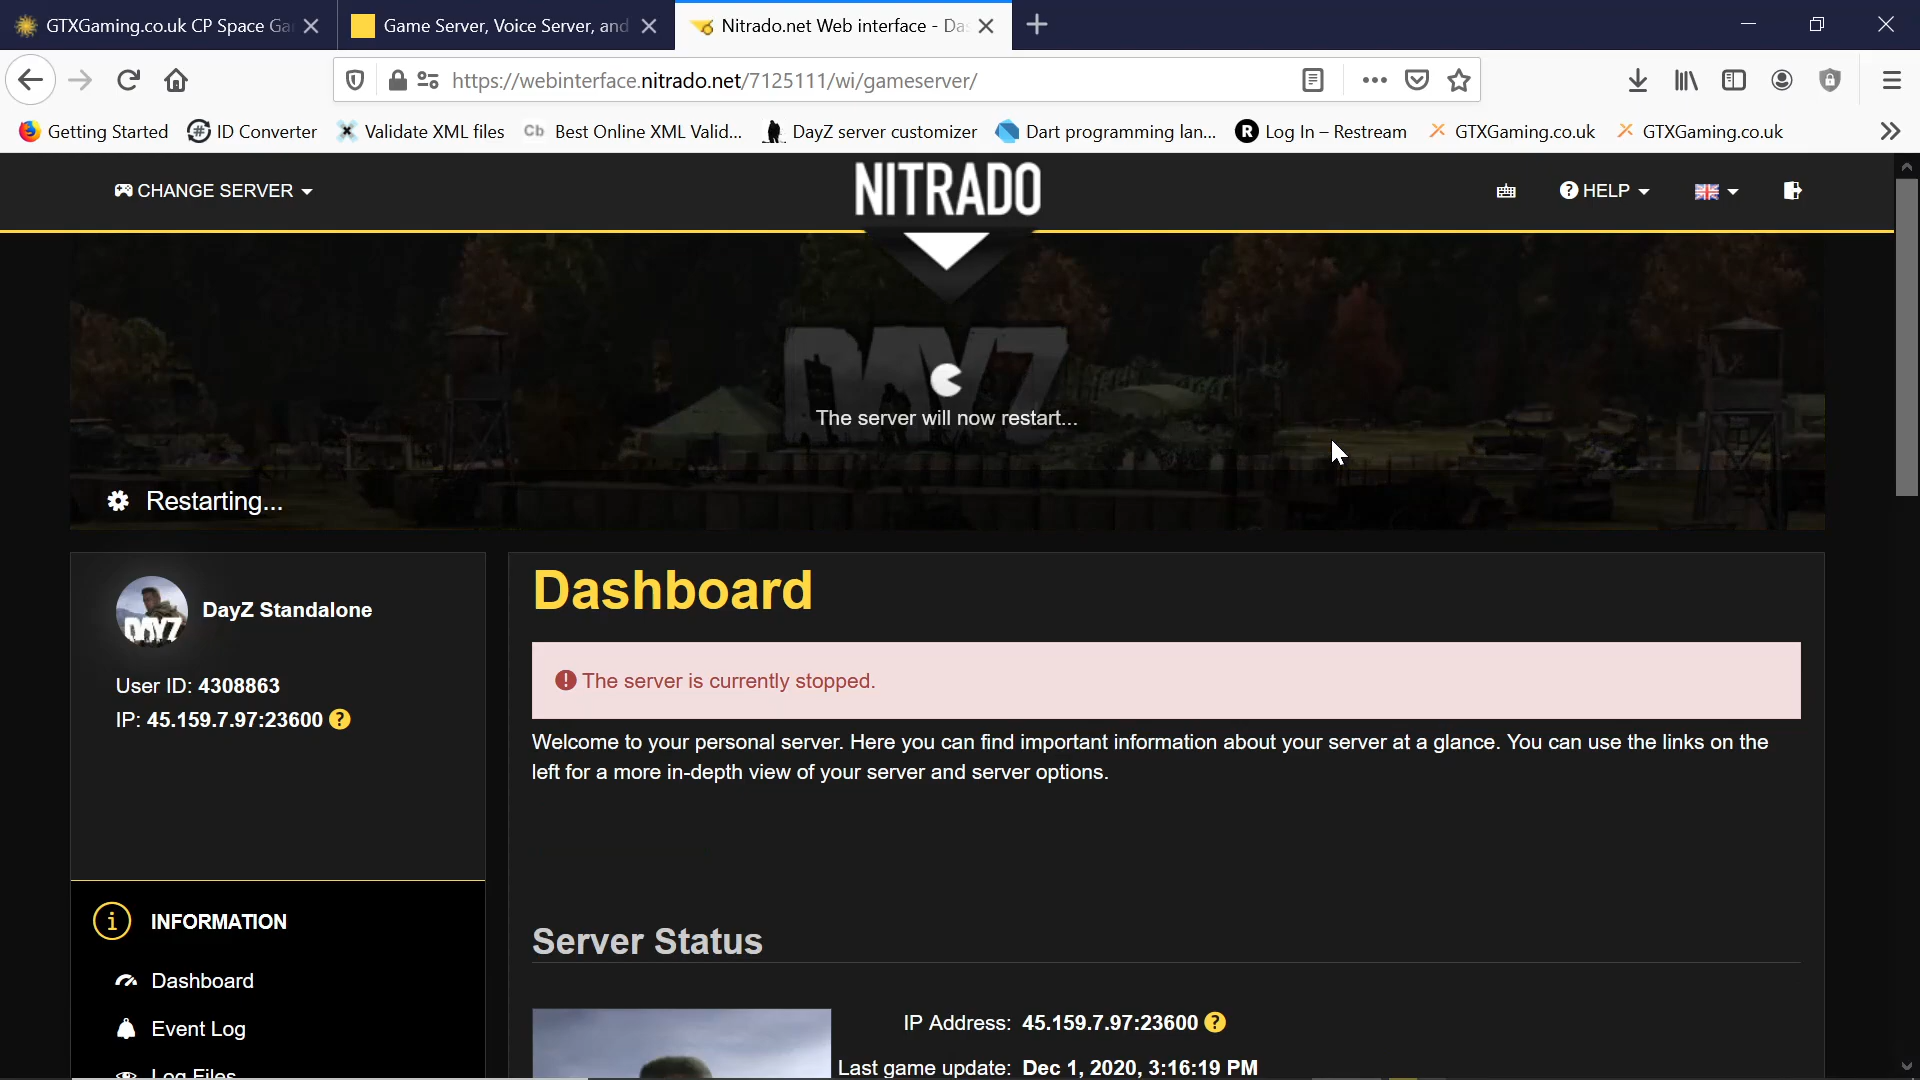 GTXGaming.co.uk CP Space Ga
Game Server, Voice Server, and
Nitrado.net Web interface - Das
https://webinterface.nitrado.net/7125111/wi/gameserver/
Getting Started
ID Converter
Validate XML files
Cb Best Online XML Valid...
DayZ server customizer
Dart programming lan...
R Log In – Restream
GTXGaming.co.uk
GTXGaming.co.uk
CHANGE SERVER
NITRADO
HELP
DAYZ
The server will now restart...
Restarting...
DAYZ
DayZ Standalone
User ID: 4308863
IP: 45.159.7.97:23600 ?
INFORMATION
Dashboard
Event Log
Log Files
Dashboard
The server is currently stopped.
Welcome to your personal server. Here you can find important information about your server at a glance. You can use the links on the
left for a more in-depth view of your server and server options.
Server Status
IP Address: 45.159.7.97:23600 ?
Last game update: Dec 1, 2020, 3:16:19 PM